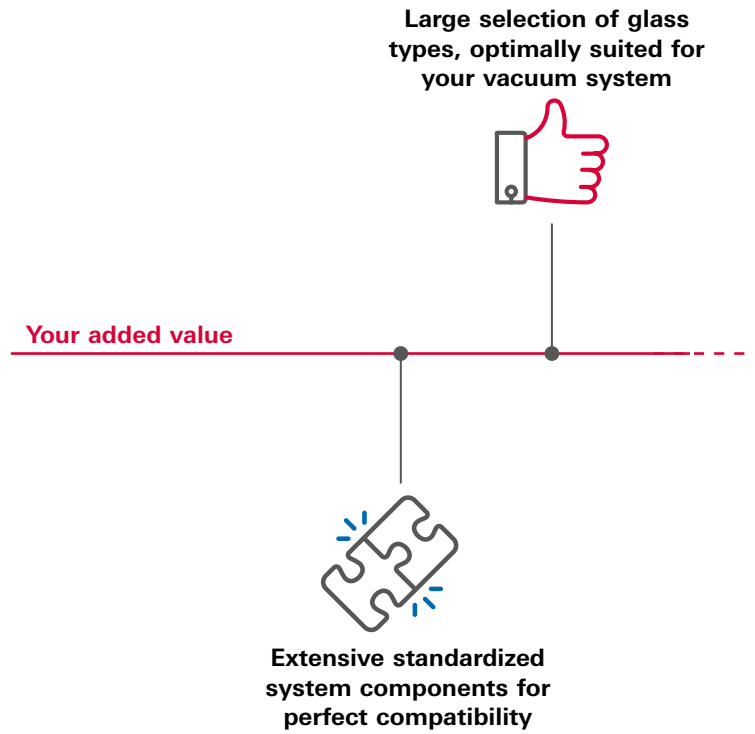 Large selection of glass
types, optimally suited for
your vacuum system
Your added value
Extensive standardized
system components for
perfect compatibility